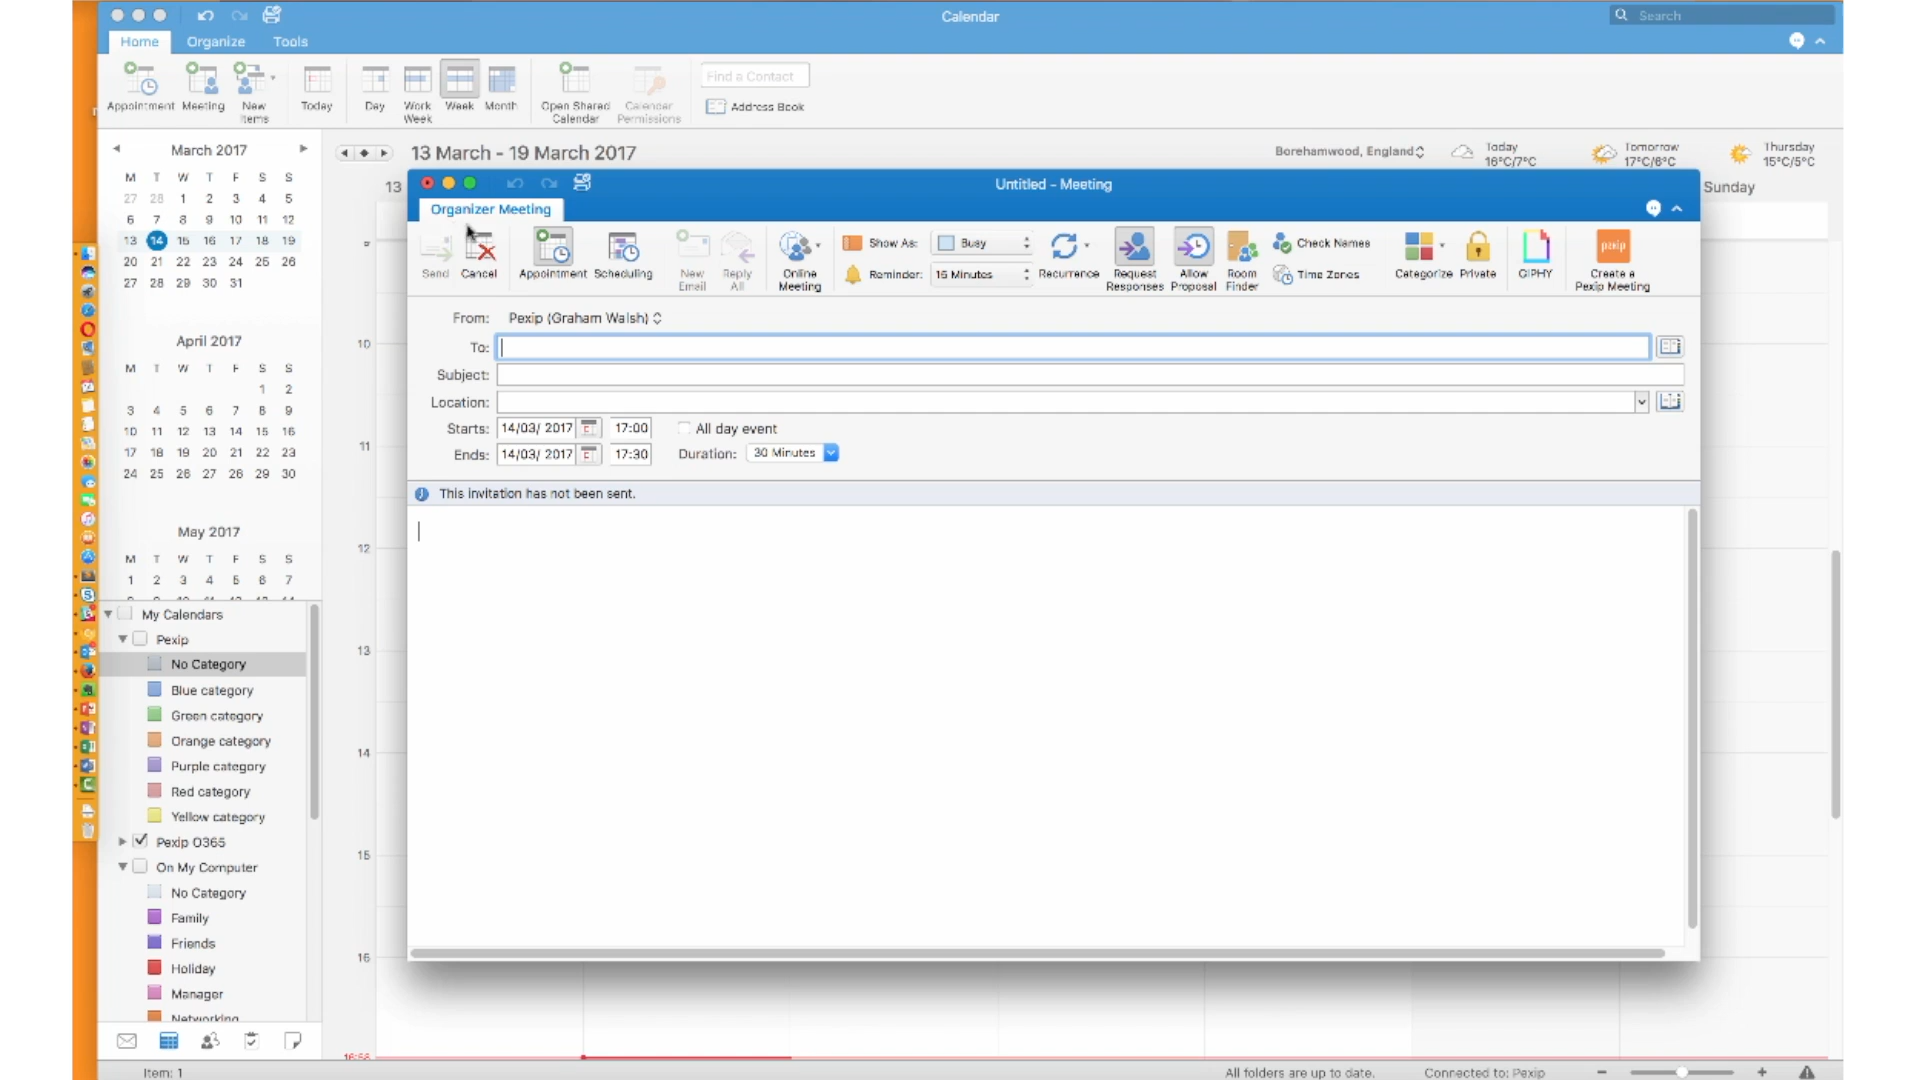 Calendar
Search
Home Organize Tools
Appointment Meeting New Items
Today
Day Work Week Week Month
Open Shared Calendar
Calendar Permissions
Find a Contact
Address Book
March 2017
M T W T F S S
27 28 1 2 3 4 5
6 7 8 9 10 11 12
13 14 15 16 17 18 19
20 21 22 23 24 25 26
27 28 29 30 31
April 2017
M T W T F S S
1 2
3 4 5 6 7 8 9
10 11 12 13 14 15 16
17 18 19 20 21 22 23
24 25 26 27 28 29 30
May 2017
M T W T F S S
1 2 3 4 5 6 7
My Calendars
Pexip
No Category
Blue category
Green category
Orange category
Purple category
Red category
Yellow category
Pexip O365
On My Computer
No Category
Family
Friends
Holiday
Manager
Networking
13 March - 19 March 2017
Borehamwood, England
Today
16°C/7°C
Tomorrow
17°C/6°C
Thursday
15°C/5°C
13
Sunday
10
11
12
13
14
15
16
16:58
Untitled - Meeting
Organizer Meeting
Send Cancel
Appointment Scheduling
New Email
Reply All
Online Meeting
Show As: Busy
Reminder: 15 Minutes
Recurrence
Request Responses
Allow Proposal
Room Finder
Check Names
Time Zones
Categorize Private
GIPHY
pexip
Create a Pexip Meeting
From: Pexip (Graham Walsh)
To:
Subject:
Location:
Starts: 14/03/ 2017 17:00 All day event
Ends: 14/03/ 2017 17:30 Duration: 30 Minutes
This invitation has not been sent.
Item: 1
All folders are up to date.
Connected to: Pexip